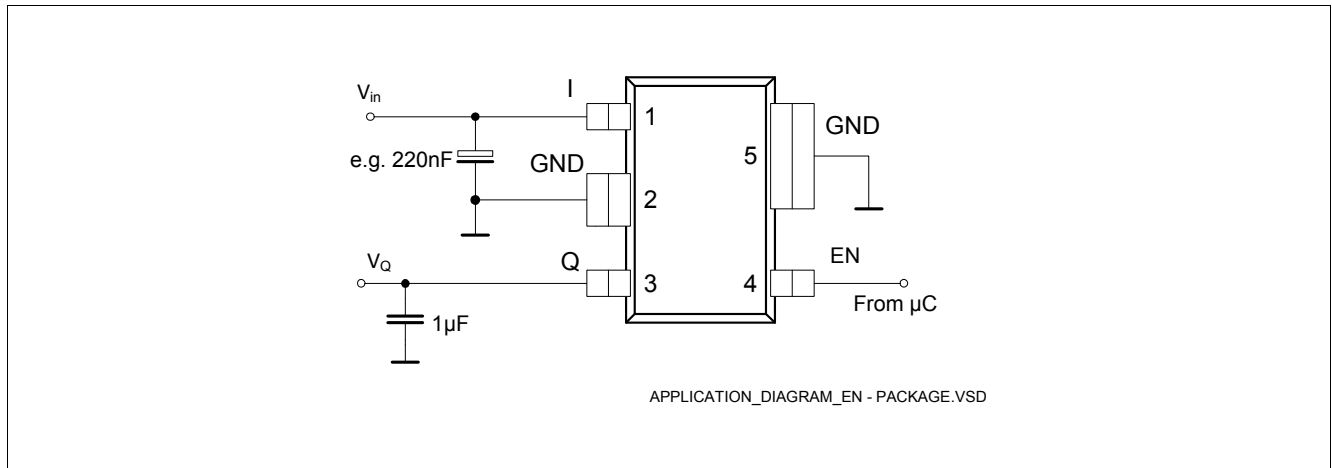 V_in
I
1
e.g. 220nF
GND
2
V_Q
Q
3
1µF
GND
5
EN
4
From µC
APPLICATION_DIAGRAM_EN - PACKAGE.VSD